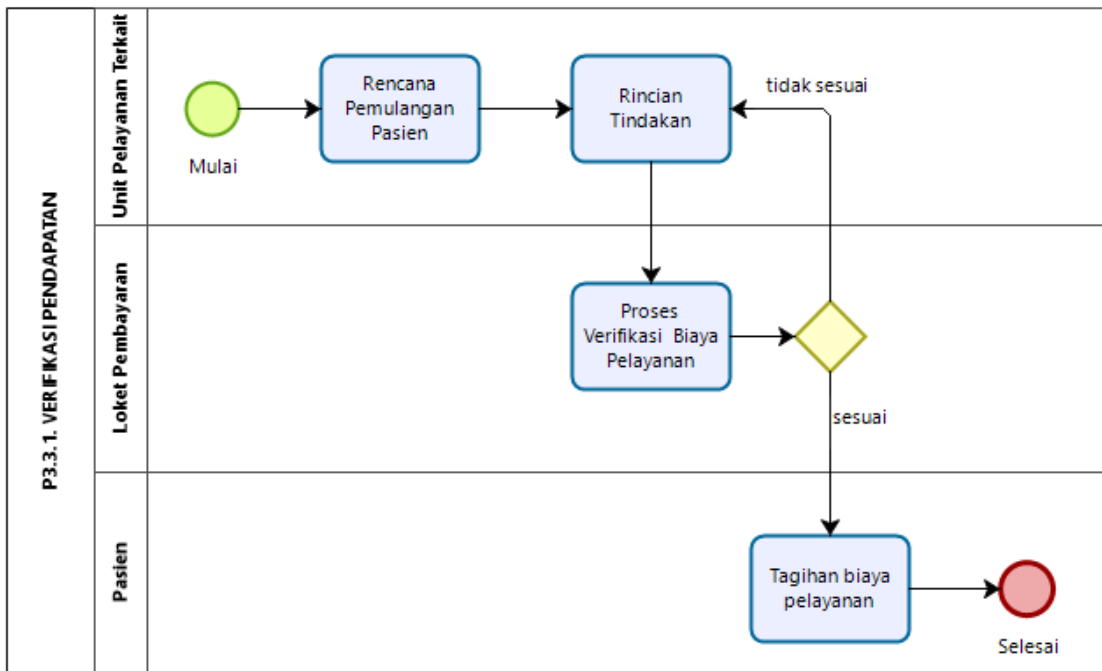 P3.3.1. VERIFIKASI PENDAPATAN
Unit Pelayanan Terkait
Mulai
Rencana
Pemulangan
Pasien
Rincian
Tindakan
tidak sesuai
Loket Pembayaran
Proses
Verifikasi Biaya
Pelayanan
sesuai
Pasien
Tagihan biaya
pelayanan
Selesai